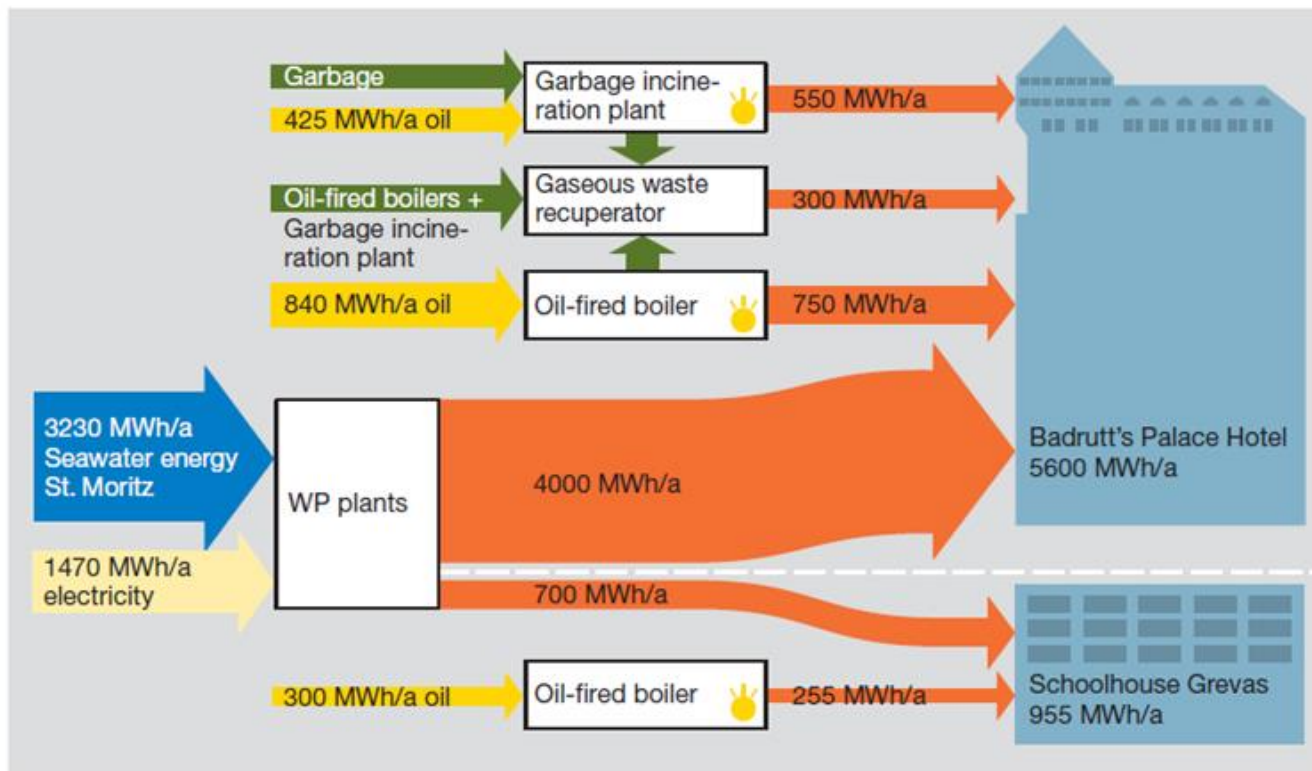 Garbage
425 MWh/a oil
Garbage incine-
ration plant
550 MWh/a
Oil-fired boilers +
Garbage incine-
ration plant
Gaseous waste
recuperator
300 MWh/a
840 MWh/a oil
Oil-fired boiler
750 MWh/a
3230 MWh/a
Seawater energy
St. Moritz
1470 MWh/a
electricity
WP plants
4000 MWh/a
700 MWh/a
Badrutt's Palace Hotel
5600 MWh/a
300 MWh/a oil
Oil-fired boiler
255 MWh/a
Schoolhouse Grevas
955 MWh/a